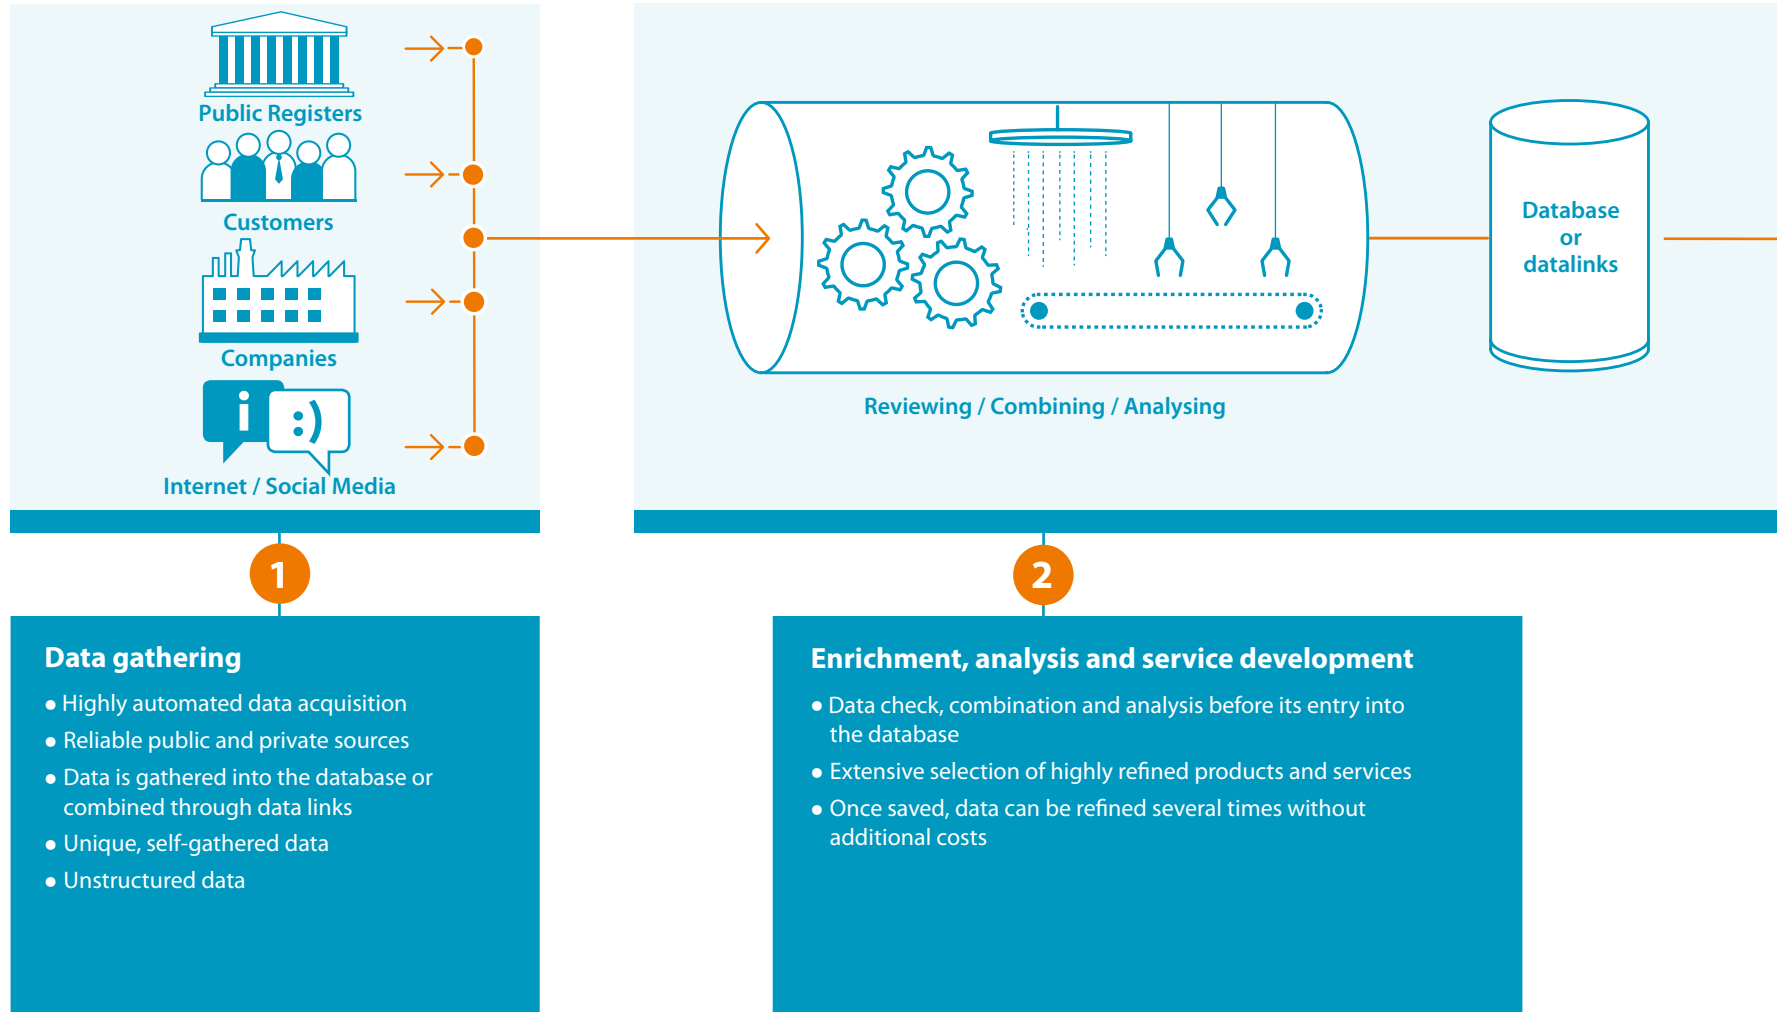 Public Registers
Customers
Companies
i
:)
Internet / Social Media
Reviewing / Combining / Analysing
Database
or
datalinks
1
Data gathering
● Highly automated data acquisition
● Reliable public and private sources
● Data is gathered into the database or
combined through data links
● Unique, self-gathered data
● Unstructured data
2
Enrichment, analysis and service development
● Data check, combination and analysis before its entry into
the database
● Extensive selection of highly refined products and services
● Once saved, data can be refined several times without
additional costs